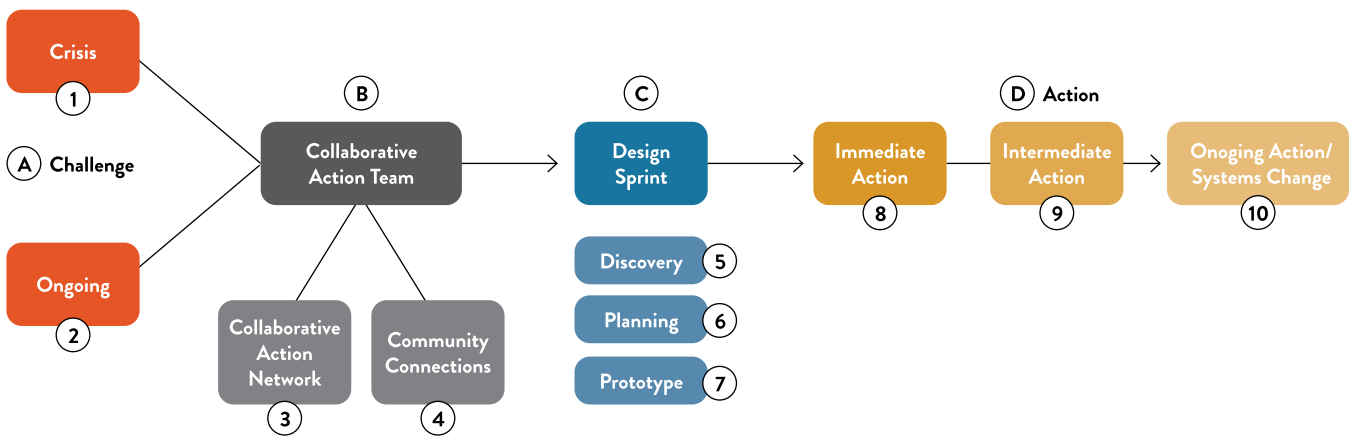 Crisis
1
A Challenge
Ongoing
2
B
Collaborative
Action Team
Collaborative
Action
Network
3
Community
Connections
4
C
Design
Sprint
Discovery 5
Planning 6
Prototype 7
D Action
Immediate
Action
8
Intermediate
Action
9
Onoging Action/
Systems Change
10